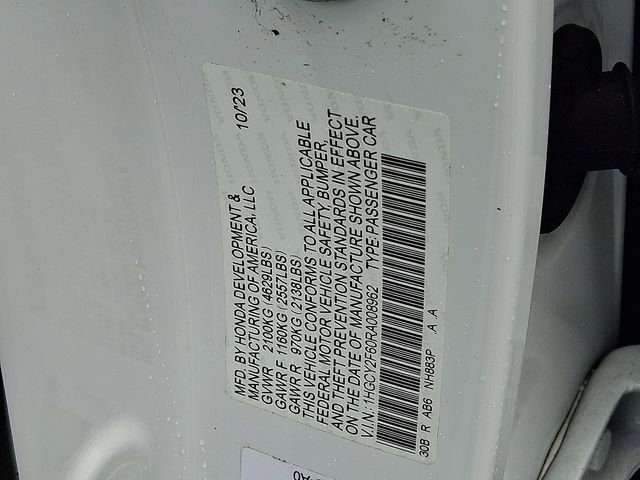 MFD. BY HONDA DEVELOPMENT & 10/23
MANUFACTURING OF AMERICA, LLC
GVWR 2100KG (4629LBS)
GAWR F 1160KG (2557LBS)
GAWR R 970KG (2138LBS)
THIS VEHICLE CONFORMS TO ALL APPLICABLE
FEDERAL MOTOR VEHICLE SAFETY, BUMPER,
AND THEFT PREVENTION STANDARDS IN EFFECT
ON THE DATE OF MANUFACTURE SHOWN ABOVE.
V.I.N.: 1HGCY2F60RA008962 TYPE:PASSENGER CAR
30B R AB6 NH883P A.A